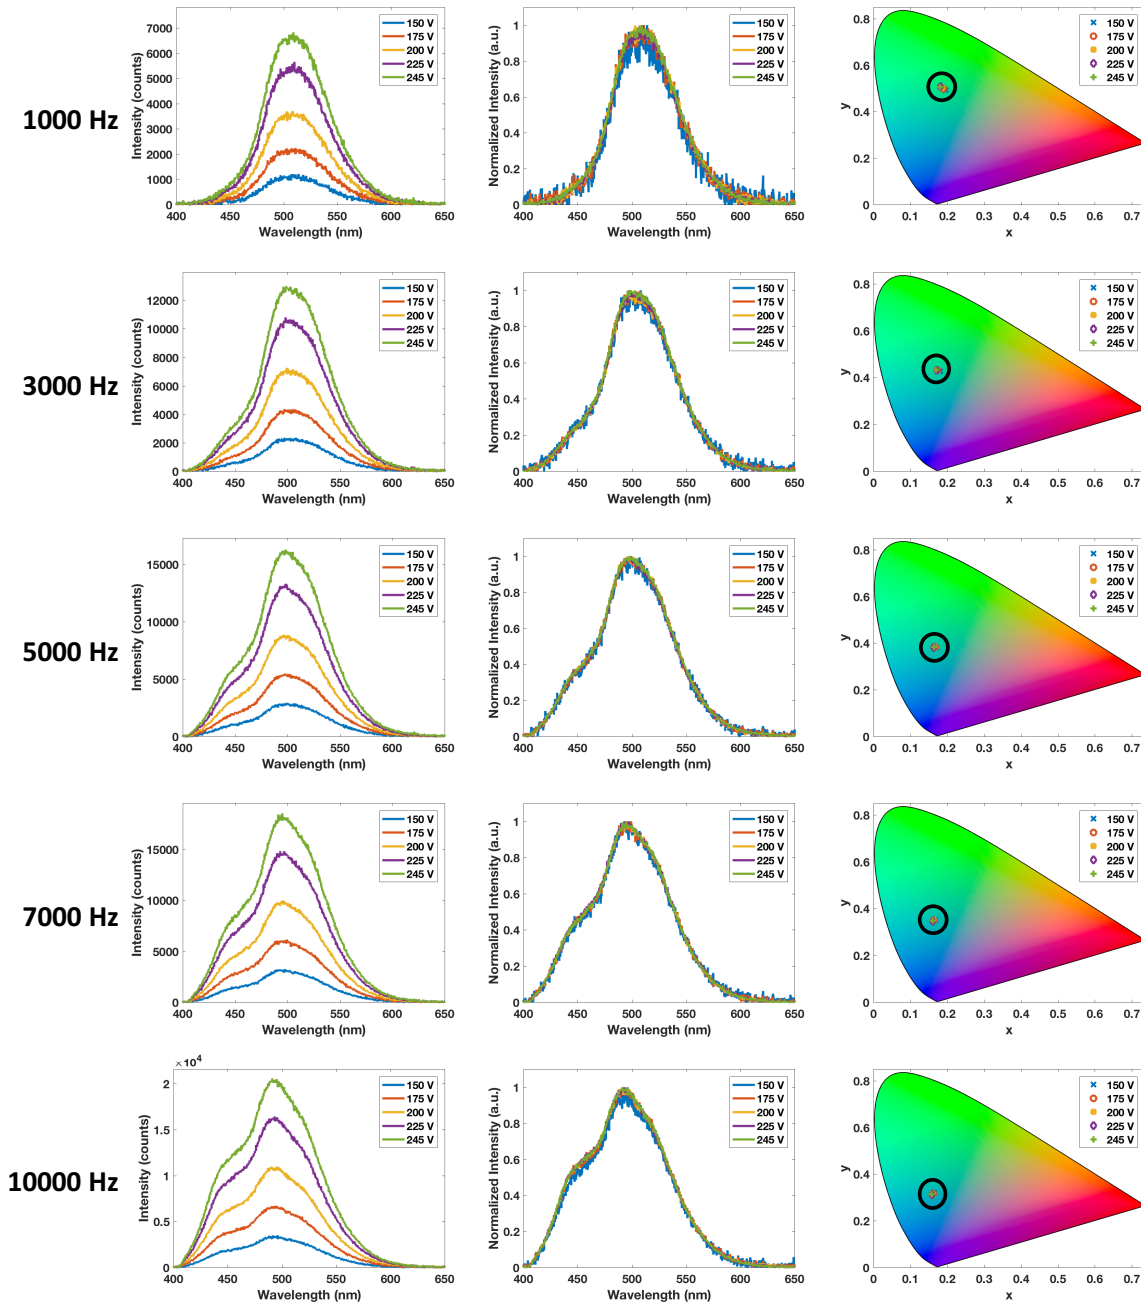 1000 Hz
Intensity (counts)
7000
6000
5000
4000
3000
2000
1000
0
150 V
175 V
200 V
225 V
245 V
400 450 500 550 600 650
Wavelength (nm)
Normalized Intensity (a.u.)
1
0.8
0.6
0.4
0.2
0
150 V
175 V
200 V
225 V
245 V
400 450 500 550 600 650
Wavelength (nm)
y
0.8
0.6
0.4
0.2
0
150 V
175 V
200 V
225 V
245 V
0 0.1 0.2 0.3 0.4 0.5 0.6 0.7
x
3000 Hz
Intensity (counts)
12000
10000
8000
6000
4000
2000
0
150 V
175 V
200 V
225 V
245 V
400 450 500 550 600 650
Wavelength (nm)
Normalized Intensity (a.u.)
1
0.8
0.6
0.4
0.2
0
150 V
175 V
200 V
225 V
245 V
400 450 500 550 600 650
Wavelength (nm)
y
0.8
0.6
0.4
0.2
0
150 V
175 V
200 V
225 V
245 V
0 0.1 0.2 0.3 0.4 0.5 0.6 0.7
x
5000 Hz
Intensity (counts)
15000
10000
5000
0
150 V
175 V
200 V
225 V
245 V
400 450 500 550 600 650
Wavelength (nm)
Normalized Intensity (a.u.)
1
0.8
0.6
0.4
0.2
0
150 V
175 V
200 V
225 V
245 V
400 450 500 550 600 650
Wavelength (nm)
y
0.8
0.6
0.4
0.2
0
150 V
175 V
200 V
225 V
245 V
0 0.1 0.2 0.3 0.4 0.5 0.6 0.7
x
7000 Hz
Intensity (counts)
15000
10000
5000
0
150 V
175 V
200 V
225 V
245 V
400 450 500 550 600 650
Wavelength (nm)
Normalized Intensity (a.u.)
1
0.8
0.6
0.4
0.2
0
150 V
175 V
200 V
225 V
245 V
400 450 500 550 600 650
Wavelength (nm)
y
0.8
0.6
0.4
0.2
0
150 V
175 V
200 V
225 V
245 V
0 0.1 0.2 0.3 0.4 0.5 0.6 0.7
x
10000 Hz
Intensity (counts)
×10⁴
2
1.5
1
0.5
0
150 V
175 V
200 V
225 V
245 V
400 450 500 550 600 650
Wavelength (nm)
Normalized Intensity (a.u.)
1
0.8
0.6
0.4
0.2
0
150 V
175 V
200 V
225 V
245 V
400 450 500 550 600 650
Wavelength (nm)
y
0.8
0.6
0.4
0.2
0
150 V
175 V
200 V
225 V
245 V
0 0.1 0.2 0.3 0.4 0.5 0.6 0.7
x